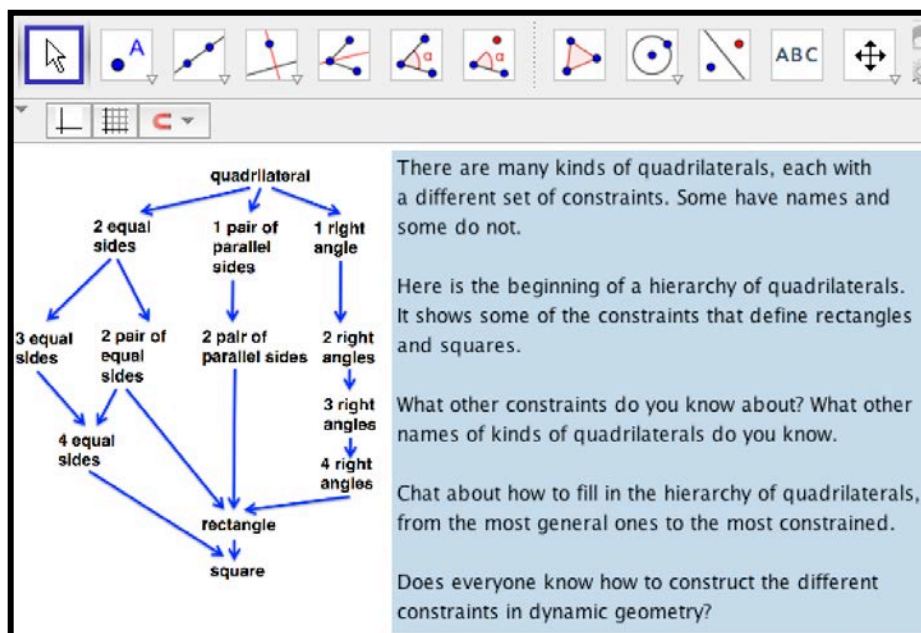 A
α
α
ABC
quadrilateral
2 equal
sides
1 pair of
parallel
sides
1 right
angle
3 equal
sides
2 pair of
equal
sides
2 pair of
parallel sides
2 right
angles
3 right
angles
4 equal
sides
4 right
angles
rectangle
square
There are many kinds of quadrilaterals, each with
a different set of constraints. Some have names and
some do not.
Here is the beginning of a hierarchy of quadrilaterals.
It shows some of the constraints that define rectangles
and squares.
What other constraints do you know about? What other
names of kinds of quadrilaterals do you know.
Chat about how to fill in the hierarchy of quadrilaterals,
from the most general ones to the most constrained.
Does everyone know how to construct the different
constraints in dynamic geometry?